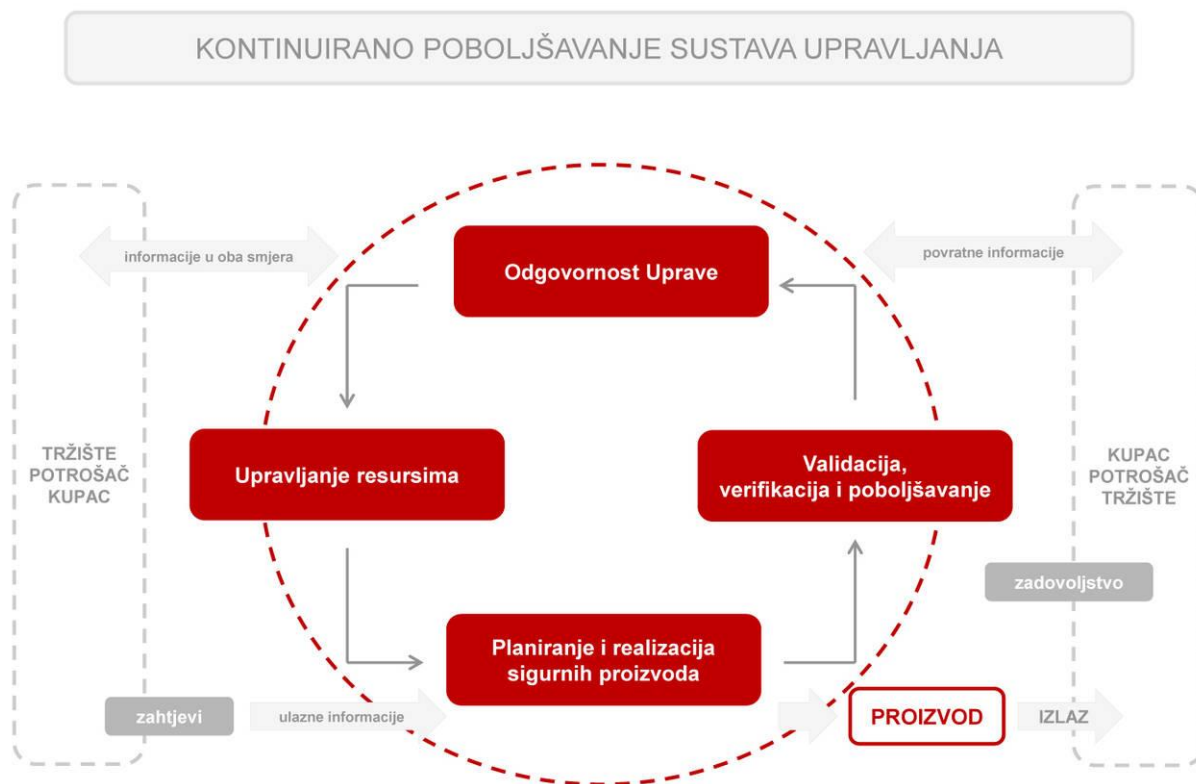 KONTINUIRANO POBOLJŠAVANJE SUSTAVA UPRAVLJANJA
informacije u oba smjera
povratne informacije
Odgovornost Uprave
TRŽIŠTE
POTROŠAČ
KUPAC
Upravljanje resursima
Validacija,
verifikacija i poboljšavanje
KUPAC
POTROŠAČ
TRŽIŠTE
zadovoljstvo
Planiranje i realizacija
sigurnih proizvoda
zahtjevi
ulazne informacije
PROIZVOD
IZLAZ